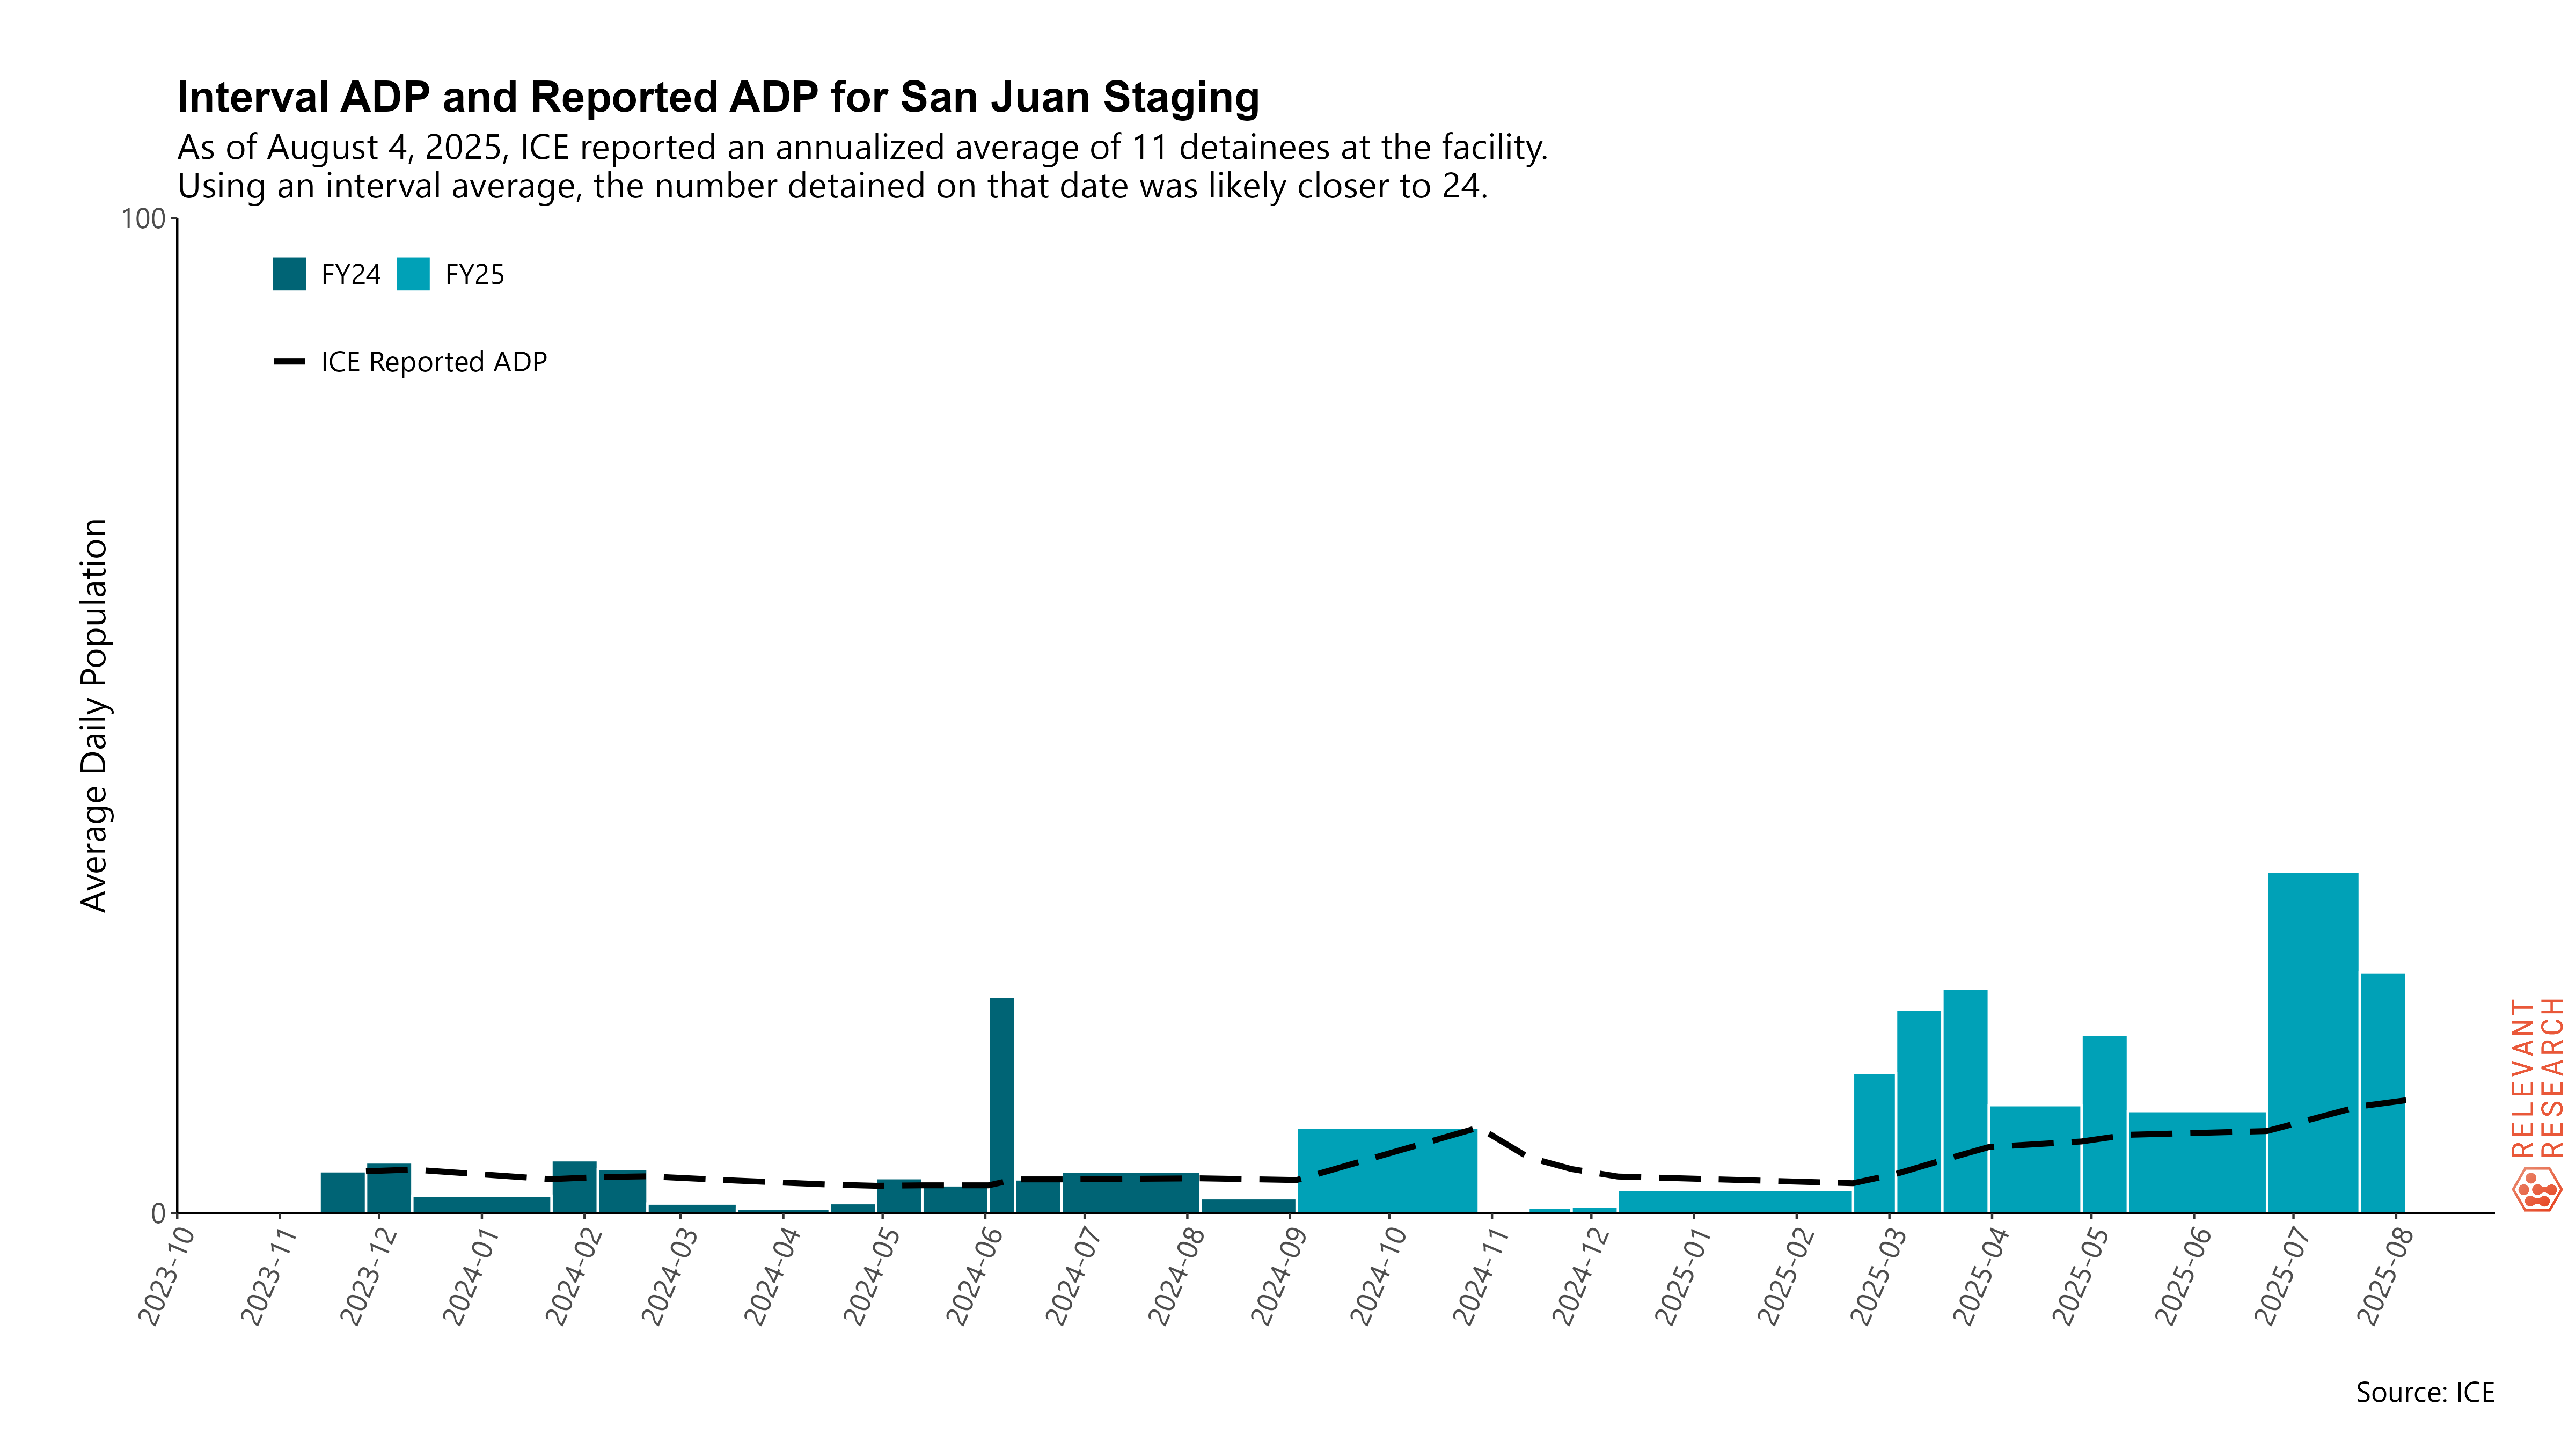 Interval ADP and Reported ADP for San Juan Staging
As of August 4, 2025, ICE reported an annualized average of 11 detainees at the facility.
Using an interval average, the number detained on that date was likely closer to 24.
100
FY24 FY25
ICE Reported ADP
Average Daily Population
0
2023-10 2023-11 2023-12 2024-01 2024-02 2024-03 2024-04 2024-05 2024-06 2024-07 2024-08 2024-09 2024-10 2024-11 2024-12 2025-01 2025-02 2025-03 2025-04 2025-05 2025-06 2025-07 2025-08
RELEVANT
RESEARCH
Source: ICE